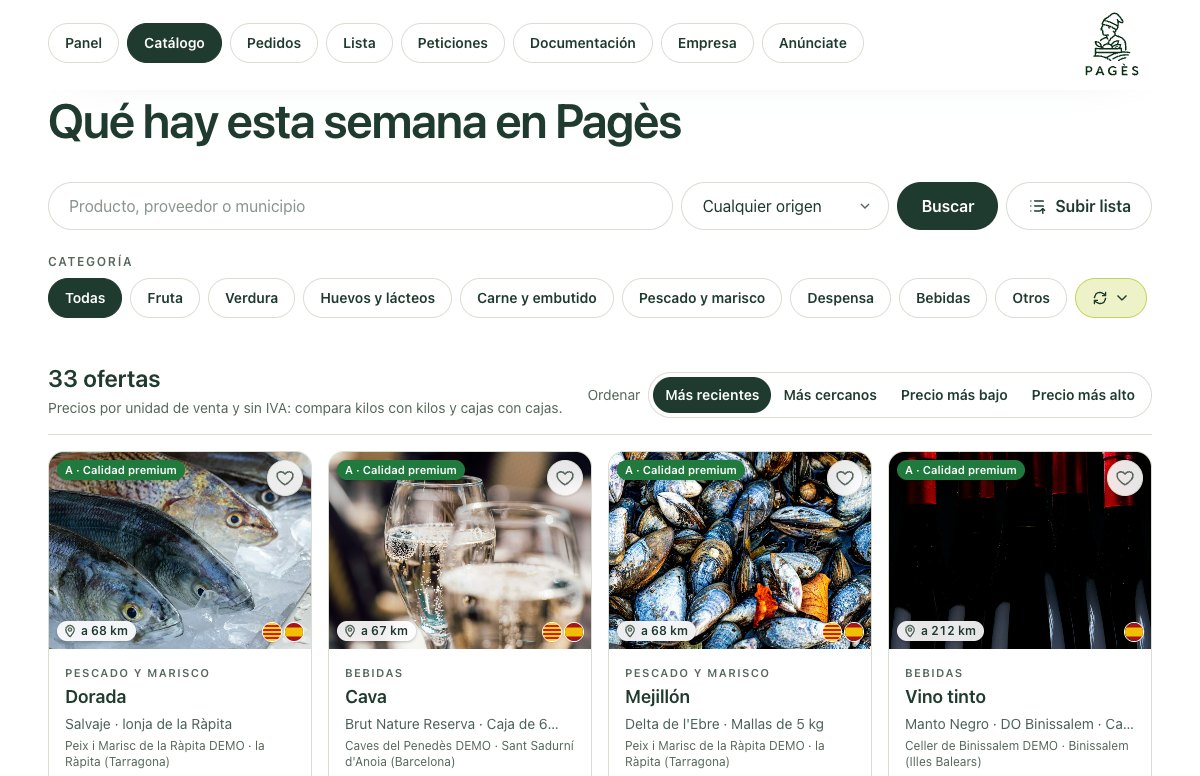 Panel
Catálogo
Pedidos
Lista
Peticiones
Documentación
Empresa
Anúnciate
PAGÈS
Qué hay esta semana en Pagès
Producto, proveedor o municipio
Cualquier origen
Buscar
Subir lista
CATEGORÍA
Todas
Fruta
Verdura
Huevos y lácteos
Carne y embutido
Pescado y marisco
Despensa
Bebidas
Otros
33 ofertas
Precios por unidad de venta y sin IVA: compara kilos con kilos y cajas con cajas.
Ordenar
Más recientes
Más cercanos
Precio más bajo
Precio más alto
A · Calidad premium
a 68 km
PESCADO Y MARISCO
Dorada
Salvaje · lonja de la Ràpita
Peix i Marisc de la Ràpita DEMO · la
Ràpita (Tarragona)
A · Calidad premium
a 67 km
BEBIDAS
Cava
Brut Nature Reserva · Caja de 6...
Caves del Penedès DEMO · Sant Sadurní
d'Anoia (Barcelona)
A · Calidad premium
a 68 km
PESCADO Y MARISCO
Mejillón
Delta de l'Ebre · Mallas de 5 kg
Peix i Marisc de la Ràpita DEMO · la
Ràpita (Tarragona)
A · Calidad premium
a 212 km
BEBIDAS
Vino tinto
Manto Negro · DO Binissalem · Ca...
Celler de Binissalem DEMO · Binissalem
(Illes Balears)